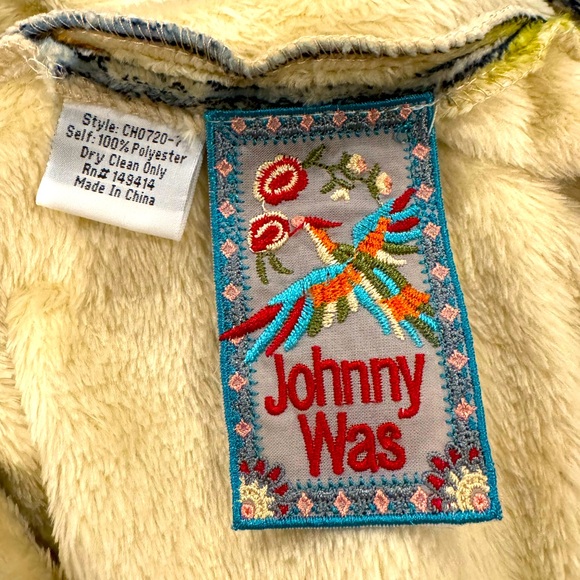 Style: CH0720-7
Self: 100% Polyester
Dry Clean Only
Rn# 149414
Made In China
Johnny
Was